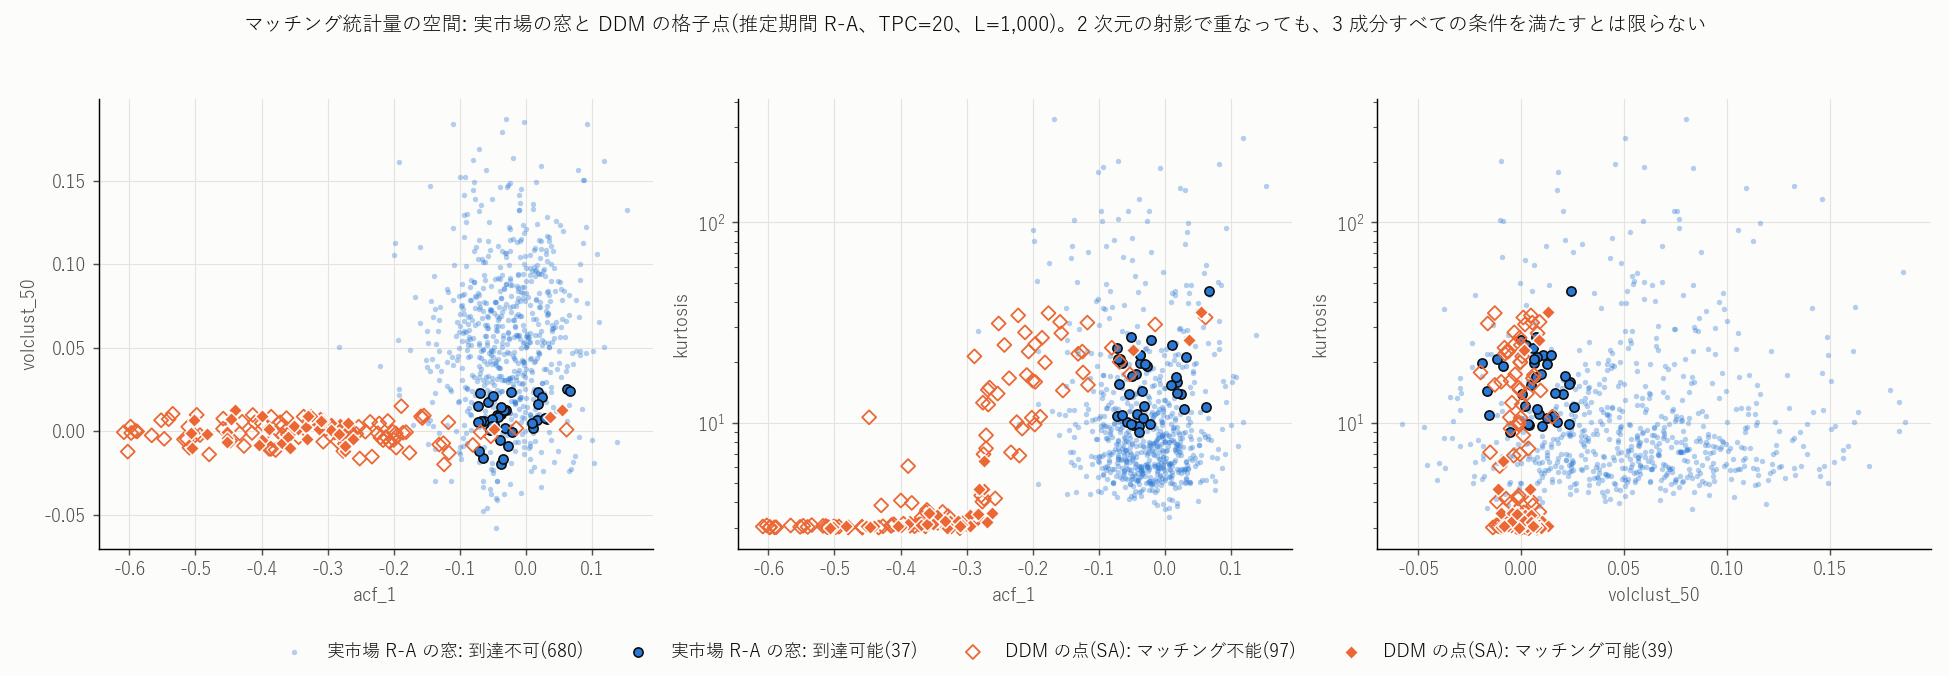 マッチング統計量の空間: 実市場の窓と DDM の格子点(推定期間 R-A、TPC=20、L=1,000)。2 次元の射影で重なっても、3 成分すべての条件を満たすとは限らない
volclust_50
0.15
0.10
0.05
0.00
-0.05
-0.6 -0.5 -0.4 -0.3 -0.2 -0.1 0.0 0.1
acf_1
kurtosis
10²
10¹
-0.6 -0.5 -0.4 -0.3 -0.2 -0.1 0.0 0.1
acf_1
kurtosis
10²
10¹
-0.05 0.00 0.05 0.10 0.15
volclust_50
実市場 R-A の窓: 到達不可(680)
実市場 R-A の窓: 到達可能(37)
DDM の点(SA): マッチング不能(97)
DDM の点(SA): マッチング可能(39)